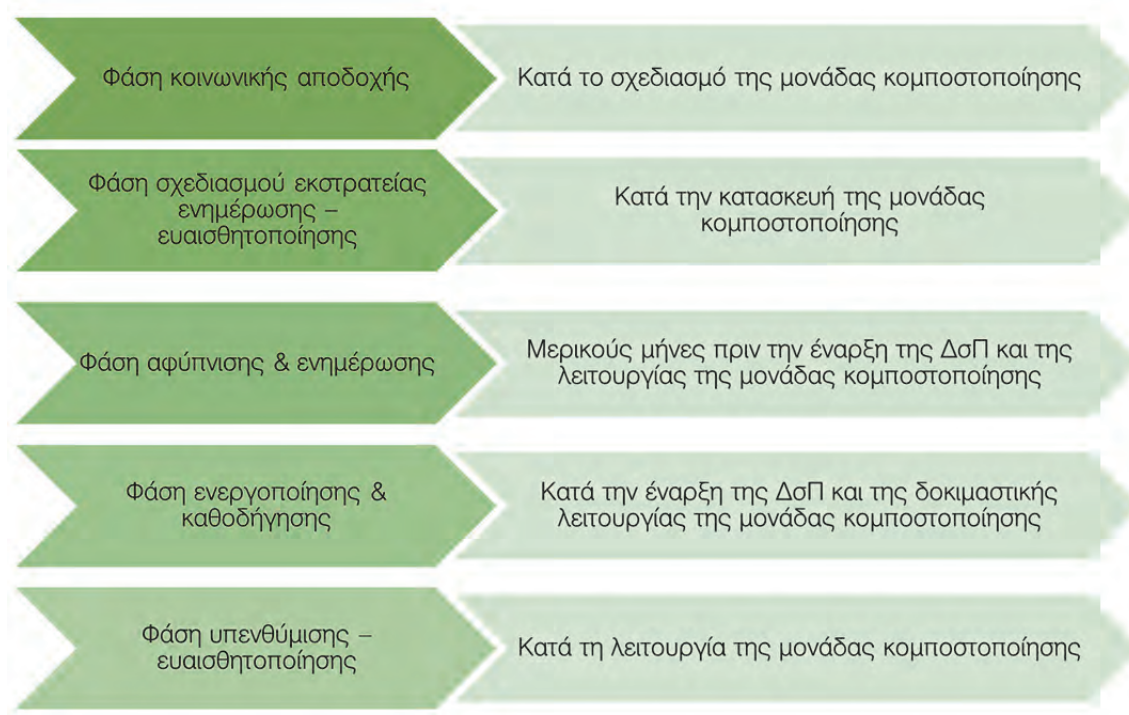 Φάση κοινωνικής αποδοχής
Κατά το σχεδιασμό της μονάδας κομποστοποίησης
Φάση σχεδιασμού εκστρατείας
ενημέρωσης –
ευαισθητοποίησης
Κατά την κατασκευή της μονάδας
κομποστοποίησης
Φάση αφύπνισης & ενημέρωσης
Μερικούς μήνες πριν την έναρξη της ΔσΠ και της
λειτουργίας της μονάδας κομποστοποίησης
Φάση ενεργοποίησης &
καθοδήγησης
Κατά την έναρξη της ΔσΠ και της δοκιμαστικής
λειτουργίας της μονάδας κομποστοποίησης
Φάση υπενθύμισης –
ευαισθητοποίησης
Κατά τη λειτουργία της μονάδας κομποστοποίησης